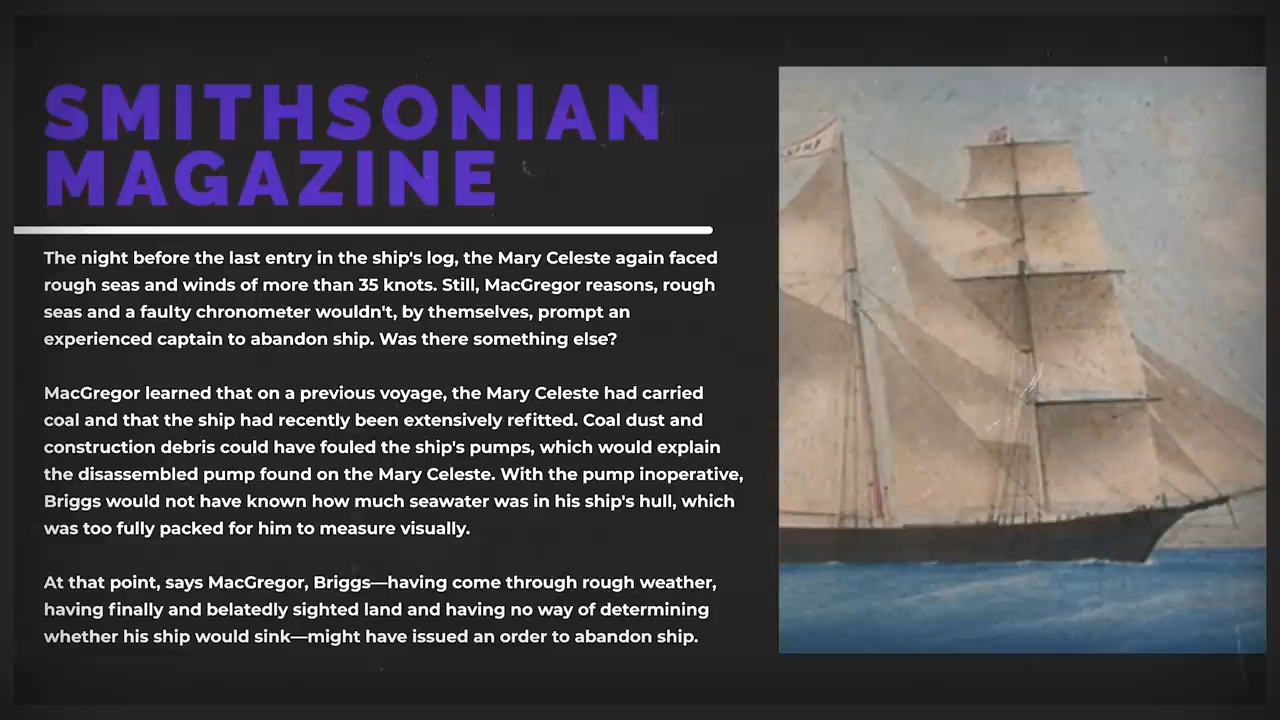 SMITHSONIAN
MAGAZINE
The night before the last entry in the ship's log, the Mary Celeste again faced
rough seas and winds of more than 35 knots. Still, MacGregor reasons, rough
seas and a faulty chronometer wouldn't, by themselves, prompt an
experienced captain to abandon ship. Was there something else?
MacGregor learned that on a previous voyage, the Mary Celeste had carried
coal and that the ship had recently been extensively refitted. Coal dust and
construction debris could have fouled the ship's pumps, which would explain
the disassembled pump found on the Mary Celeste. With the pump inoperative,
Briggs would not have known how much seawater was in his ship's hull, which
was too fully packed for him to measure visually.
At that point, says MacGregor, Briggs—having come through rough weather,
having finally and belatedly sighted land and having no way of determining
whether his ship would sink—might have issued an order to abandon ship.